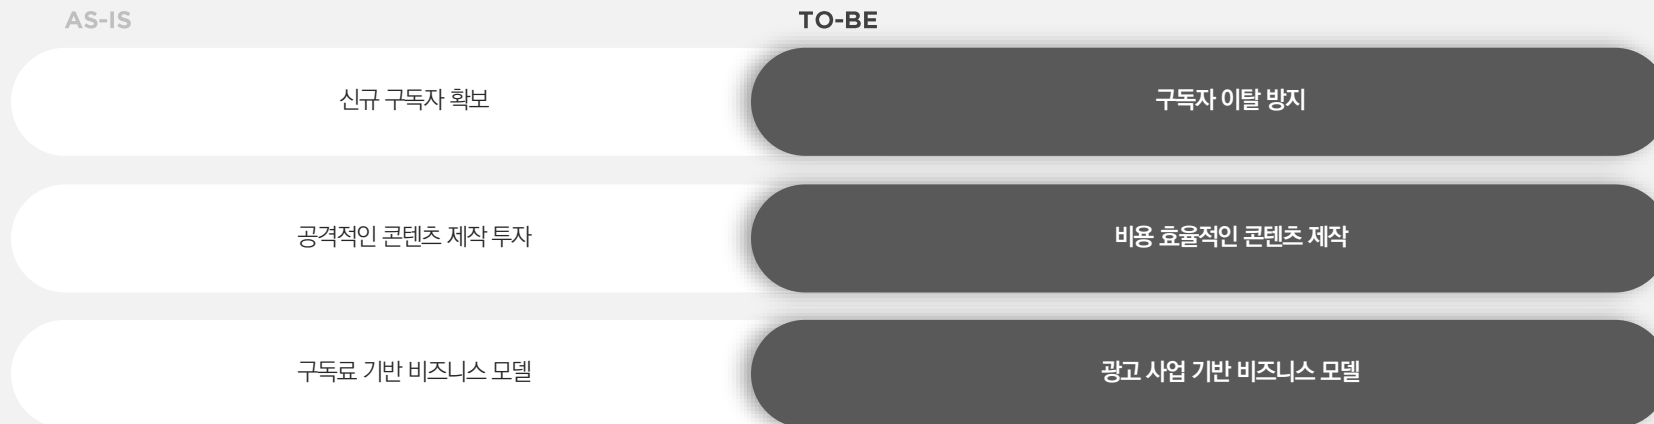 AS-IS
TO-BE
신규 구독자 확보
구독자 이탈 방지
공격적인 콘텐츠 제작 투자
비용 효율적인 콘텐츠 제작
구독료 기반 비즈니스 모델
광고 사업 기반 비즈니스 모델